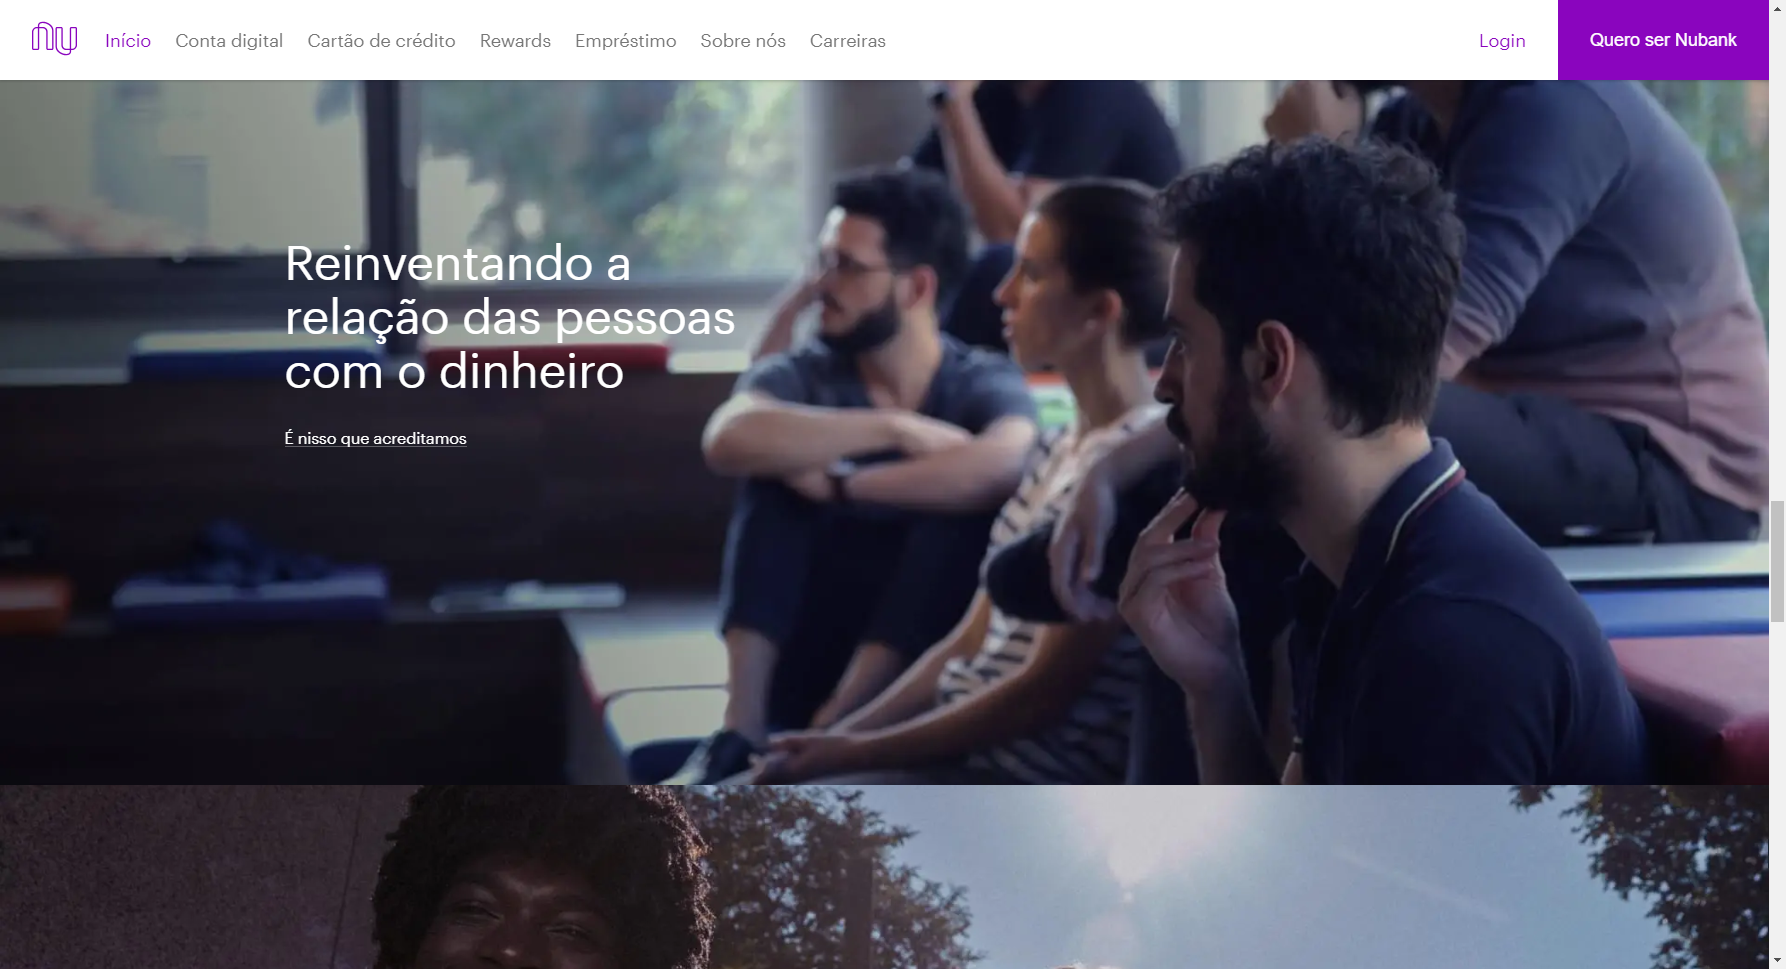 nu
Início Conta digital Cartão de crédito Rewards Empréstimo Sobre nós Carreiras Login Quero ser Nubank
Reinventando a
relação das pessoas
com o dinheiro
É nisso que acreditamos